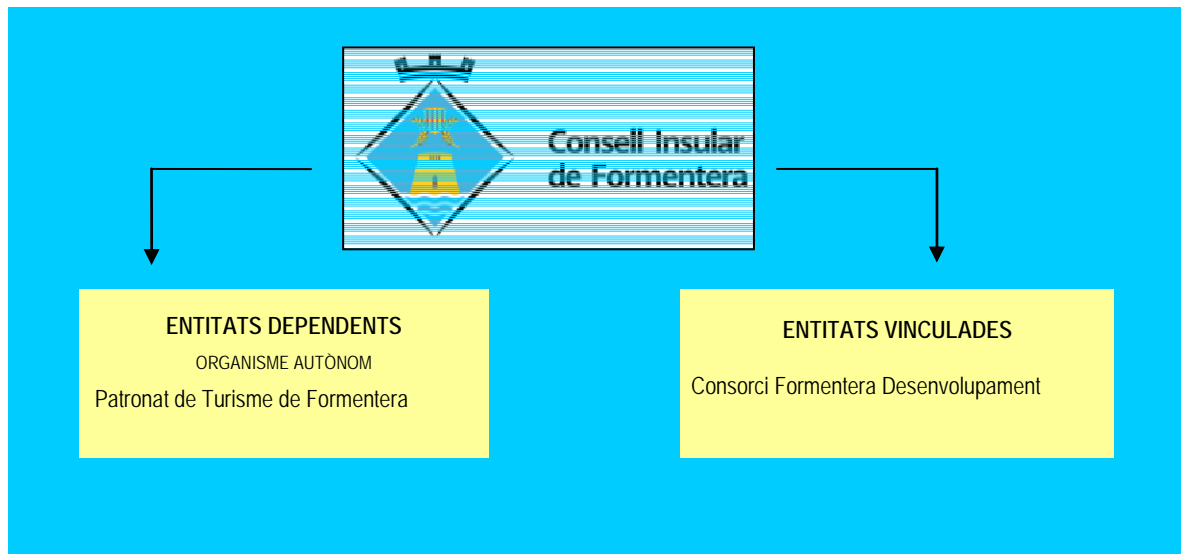 Consell Insular
de Formentera
ENTITATS DEPENDENTS
ORGANISME AUTÒNOM
Patronat de Turisme de Formentera
ENTITATS VINCULADES
Consorci Formentera Desenvolupament